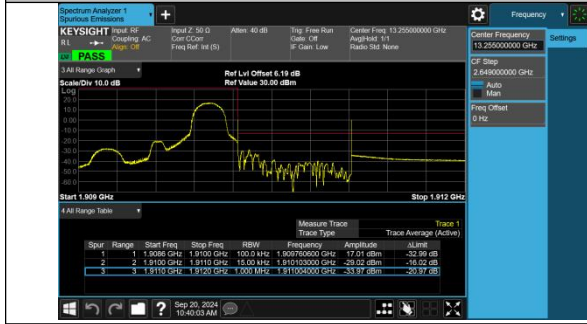 Spectrum Analyzer 1
Spurious Emissions
Frequency
KEYSIGHT Input: RF Input Z: 50 Ω Atten: 40 dB Trig: Free Run Center Freq: 13.255000000 GHz
RL Coupling: AC Corr CCorr Gate: Off Avg|Hold: 1/1
Align: Off Freq Ref: Int (S) IF Gain: Low Radio Std: None
PASS
Center Frequency
13.255000000 GHz
Settings
CF Step
2.649000000 GHz
Auto
Man
Freq Offset
0 Hz
3 All Range Graph
Ref Lvl Offset 6.19 dB
Scale/Div 10.0 dB Ref Value 30.00 dBm
Log
20.0
10.0
0.00
-10.0
-20.0
-30.0
-40.0
-50.0
-60.0
Start 1.909 GHz Stop 1.912 GHz
4 All Range Table
Measure Trace Trace 1
Trace Type Trace Average (Active)
Spur Range Start Freq Stop Freq RBW Frequency Amplitude ΔLimit
1 1 1.9086 GHz 1.9100 GHz 100.0 kHz 1.909760600 GHz 17.01 dBm -32.99 dB
2 2 1.9100 GHz 1.9110 GHz 15.00 kHz 1.910103000 GHz -29.02 dBm -16.02 dB
3 3 1.9110 GHz 1.9120 GHz 1.000 MHz 1.911004000 GHz -33.97 dBm -20.97 dB
Sep 20, 2024
10:40:03 AM